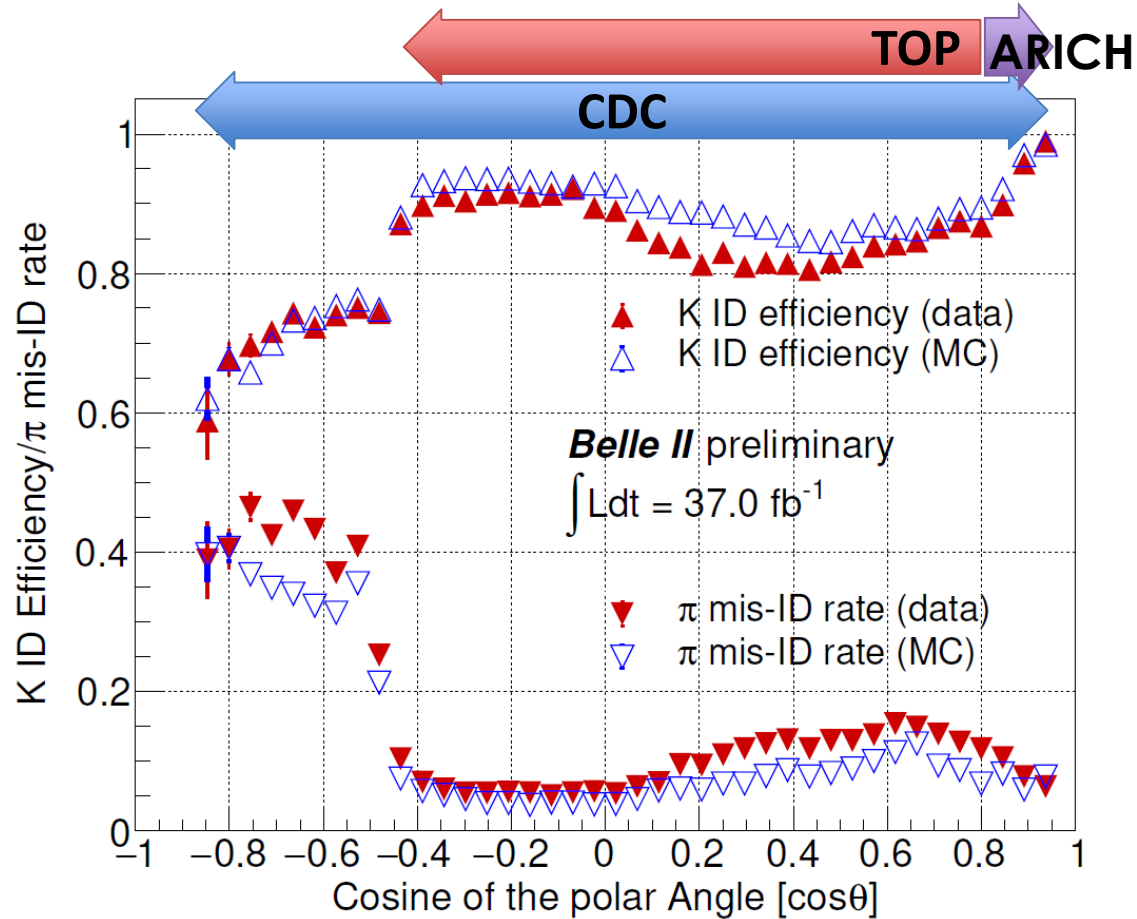 TOP
ARICH
CDC
1
0.8
0.6
0.4
0.2
0
K ID Efficiency/π mis-ID rate
K ID efficiency (data)
K ID efficiency (MC)
Belle II preliminary
∫Ldt = 37.0 fb⁻¹
π mis-ID rate (data)
π mis-ID rate (MC)
−1 −0.8 −0.6 −0.4 −0.2 0 0.2 0.4 0.6 0.8 1
Cosine of the polar Angle [cosθ]